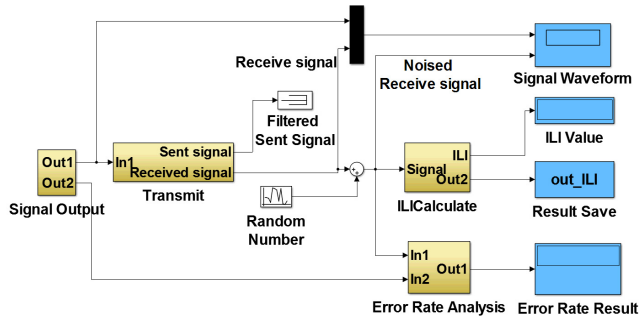 Receive signal
Noised
Receive signal
Signal Waveform
Filtered
Sent Signal
ILI Value
Out1
Out2
Signal Output
In1
Sent signal
Received signal
Transmit
Random
Number
Signal
ILI
Out2
ILICalculate
out_ILI
Result Save
In1
In2
Out1
Error Rate Analysis
Error Rate Result